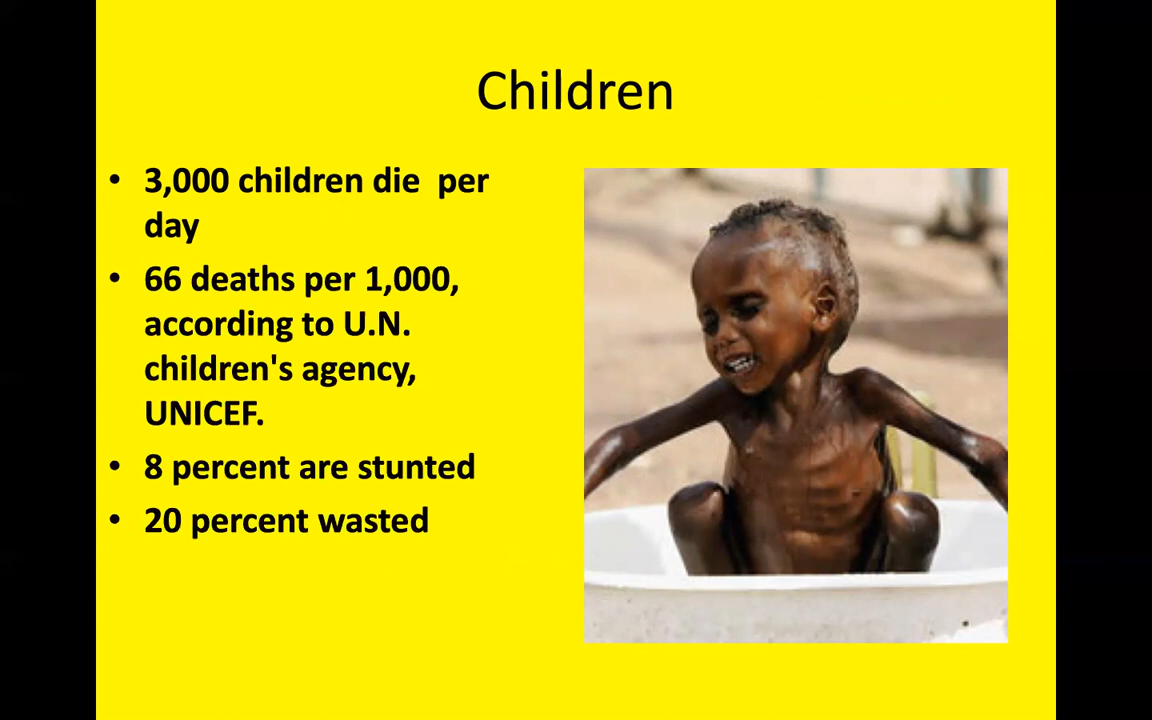 Children
• 3,000 children die  per
day
• 66 deaths per 1,000,
according to U.N.
children's agency,
UNICEF.
• 8 percent are stunted
• 20 percent wasted